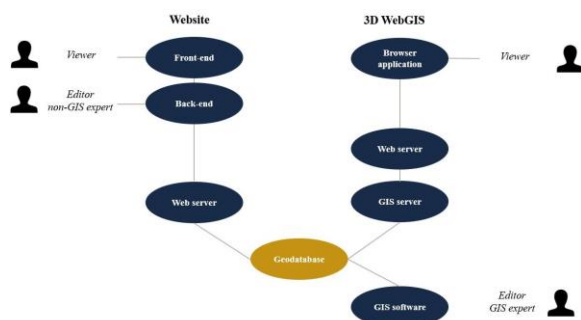 Website
3D WebGIS
Viewer
Front-end
Browser
application
Viewer
Editor
non-GIS expert
Back-end
Web server
Web server
GIS server
Geodatabase
GIS software
Editor
GIS expert